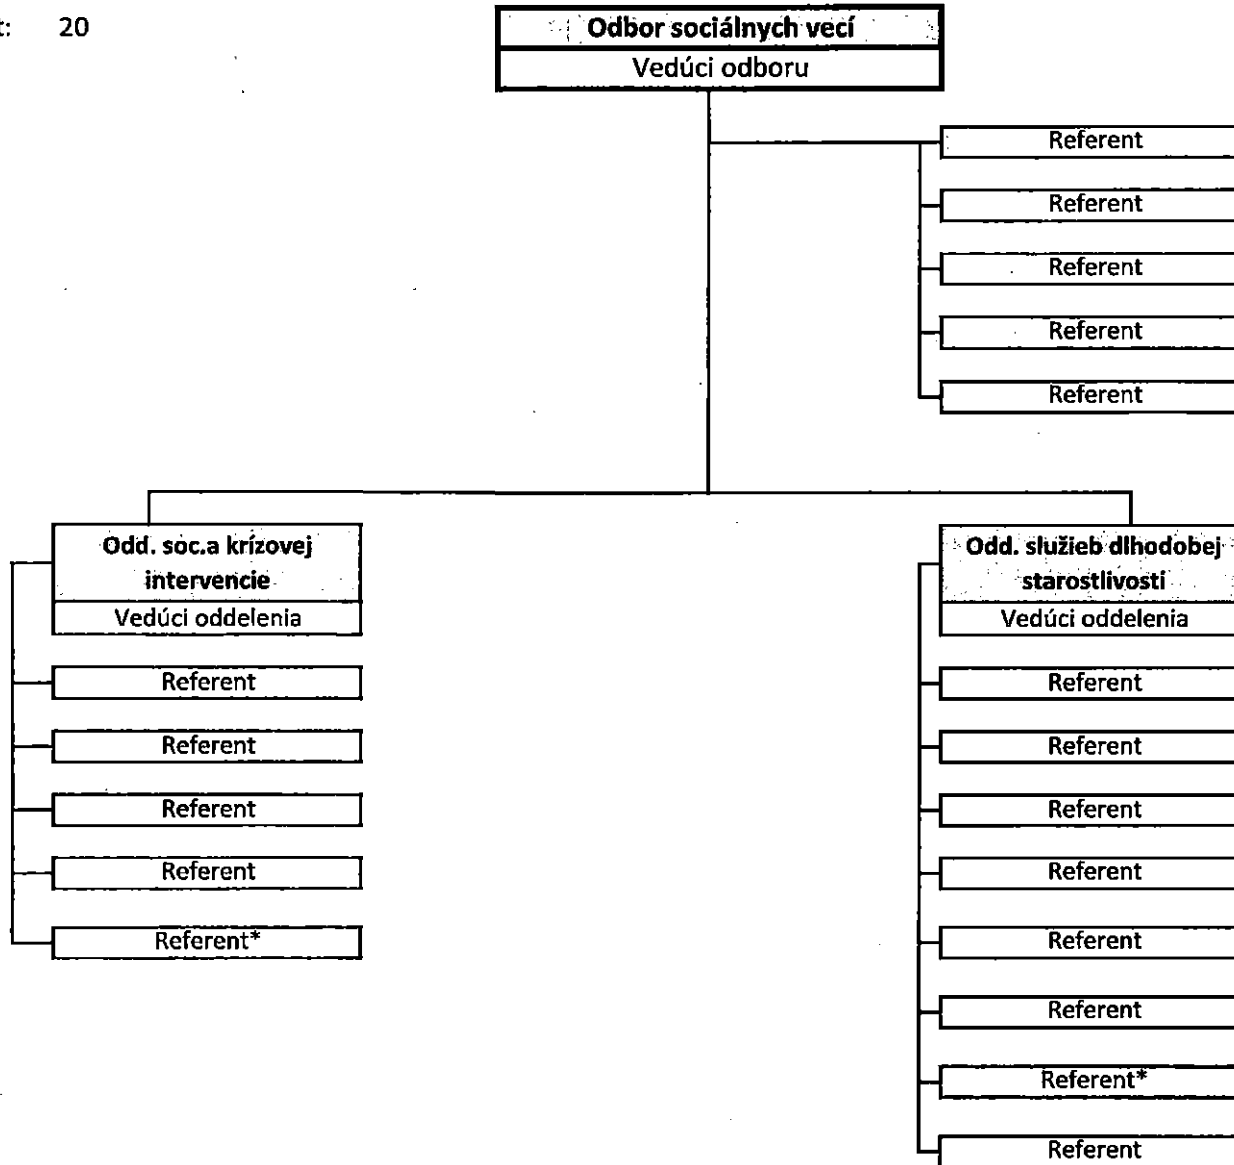 t: 20
Odbor sociálnych vecí
Vedúci odboru
Referent
Referent
Referent
Referent
Referent
Odd. soc.a krízovej
intervencie
Vedúci oddelenia
Referent
Referent
Referent
Referent
Referent*
Odd. služieb dlhodobej
starostlivosti
Vedúci oddelenia
Referent
Referent
Referent
Referent
Referent
Referent
Referent*
Referent